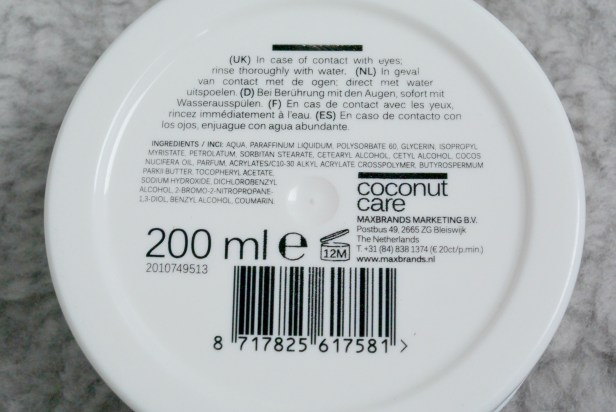 (UK) In case of contact with eyes;
rinse thoroughly with water. (NL) In geval
van contact met de ogen: direct met water
uitspoelen. (D) Bei Berührung mit den Augen, sofort mit
Wasserausspülen. (F) En cas de contact avec les yeux,
rincez immédiatement à l'eau. (ES) En caso de contacto con
los ojos, enjuague con agua abundante.
INGREDIENTS / INCI: AQUA, PARAFFINUM LIQUIDUM, POLYSORBATE 60, GLYCERIN, ISOPROPYL
MYRISTATE, PETROLATUM, SORBITAN STEARATE, CETEARYL ALCOHOL, CETYL ALCOHOL, COCOS
NUCIFERA OIL, PARFUM, ACRYLATES/C10-30 ALKYL ACRYLATE CROSSPOLYMER, BUTYROSPERMUM
PARKII BUTTER, TOCOPHERYL ACETATE,
SODIUM HYDROXIDE, DICHLOROBENZYL
ALCOHOL, 2-BROMO-2-NITROPROPANE-
1,3-DIOL, BENZYL ALCOHOL, COUMARIN.
coconut
care
MAXBRANDS MARKETING B.V.
Postbus 49, 2665 ZG Bleiswijk
The Netherlands
T. +31 (84) 838 1374 (€ 20ct/p.min.)
www.maxbrands.nl
200 ml e 12M
2010749513
8 717825 617581 >